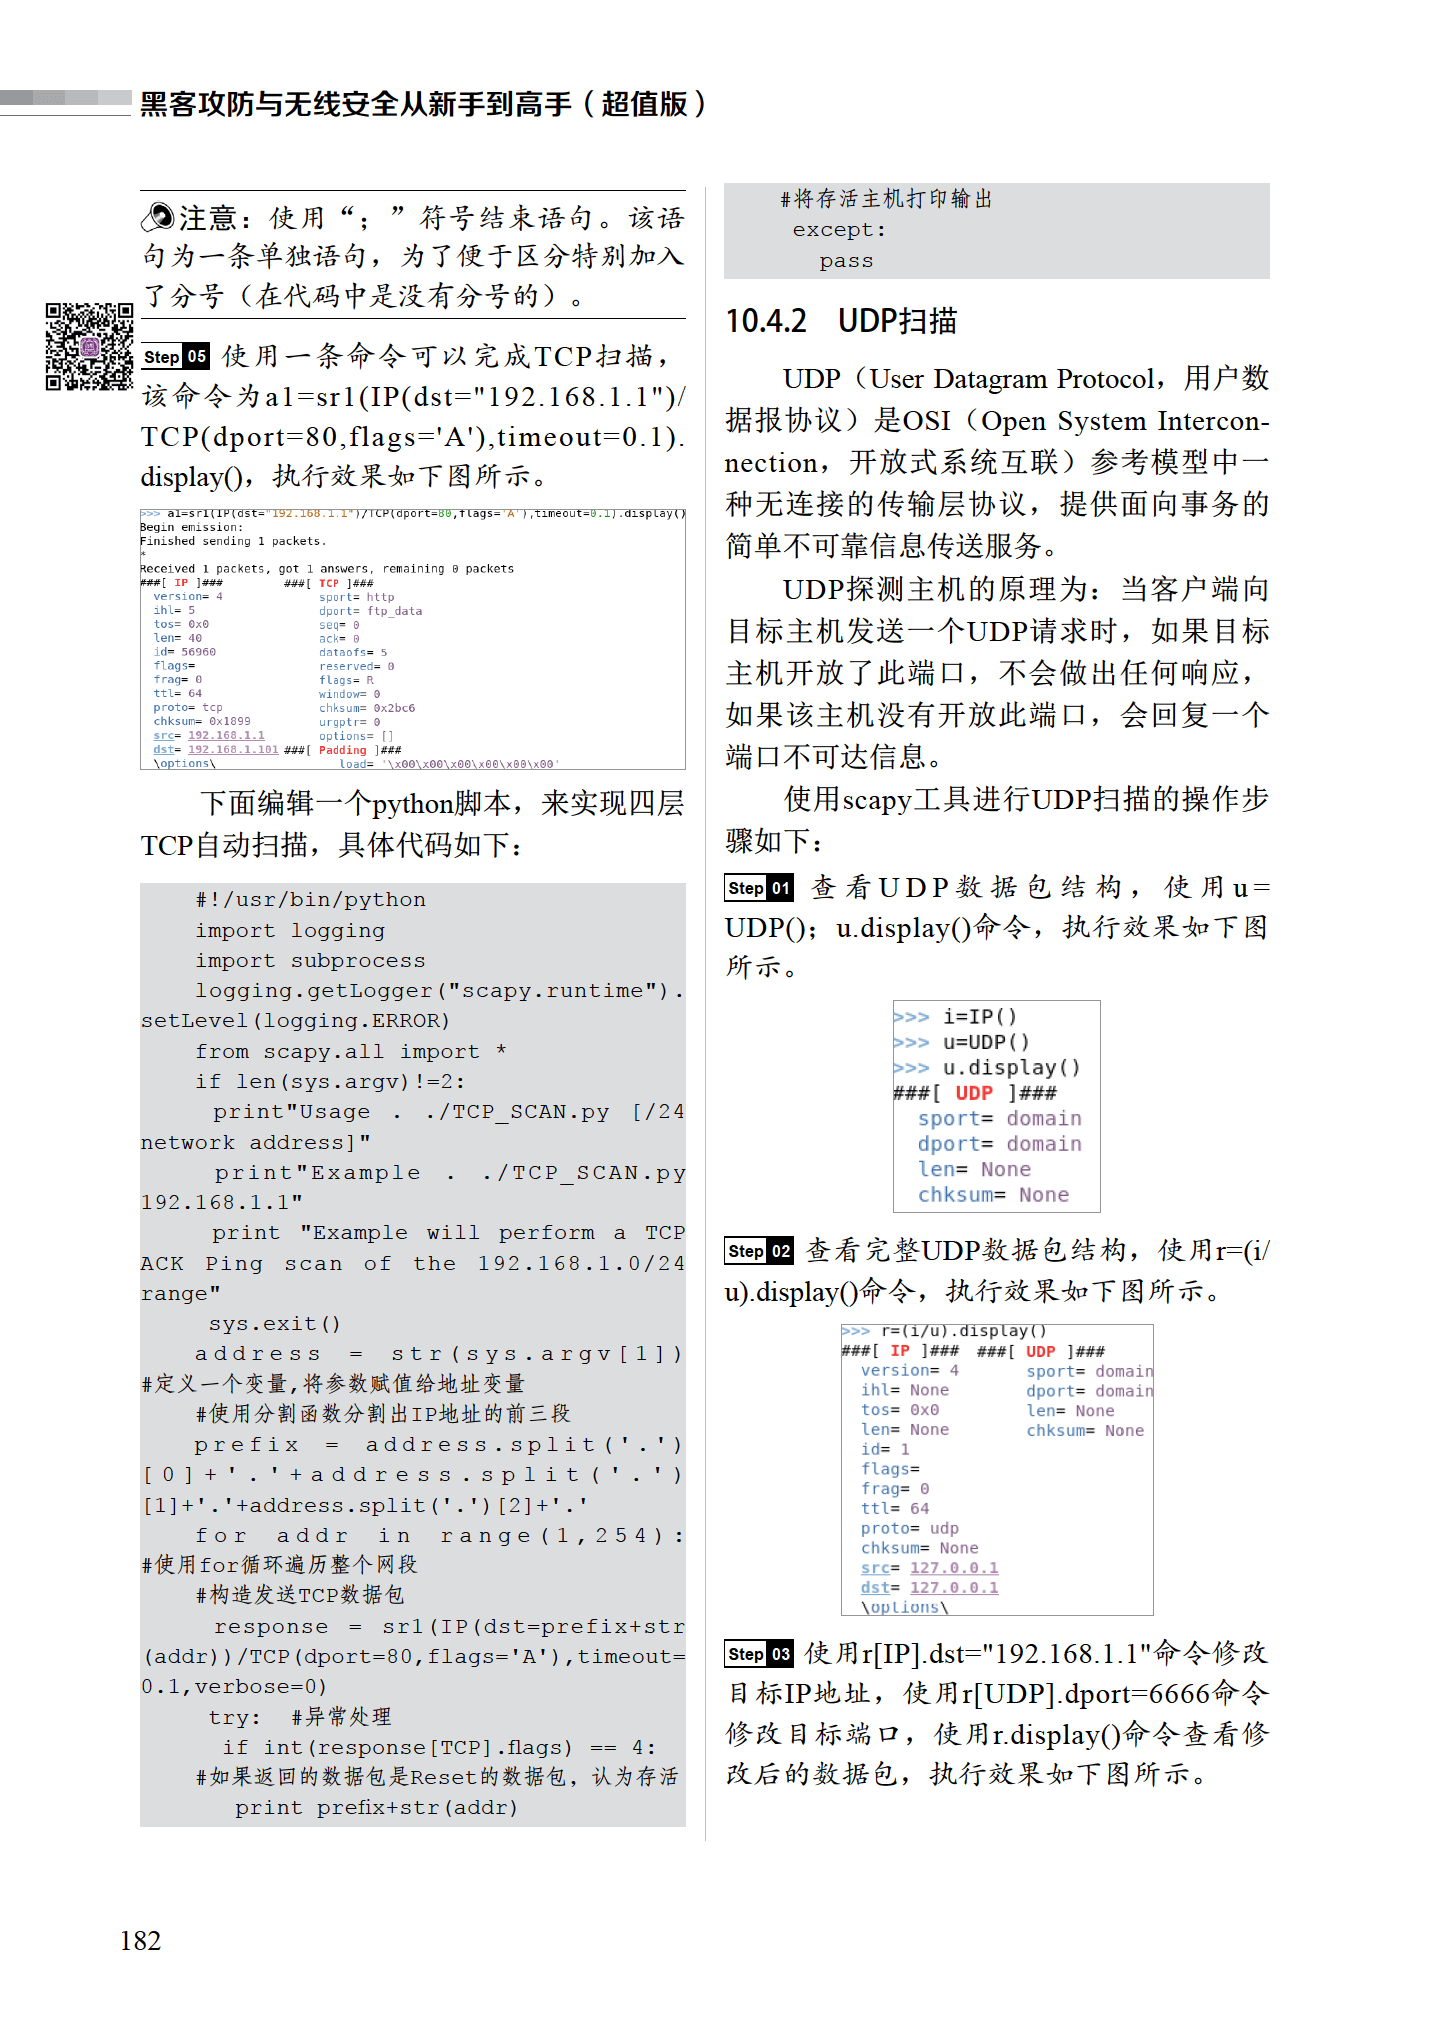 黑客攻防与无线安全从新手到高手（超值版）
注意：使用“；”符号结束语句。该语
句为一条单独语句，为了便于区分特别加入
了分号（在代码中是没有分号的）。
Step 05 使用一条命令可以完成TCP扫描，
该命令为a1=sr1(IP(dst="192.168.1.1")/
TCP(dport=80,flags='A'),timeout=0.1).
display()，执行效果如下图所示。
>>> a1=sr1(IP(dst="192.168.1.1")/TCP(dport=80,flags='A'),timeout=0.1).display()
Begin emission:
Finished sending 1 packets.
*
Received 1 packets, got 1 answers, remaining 0 packets
###[ IP ]###          ###[ TCP ]###
version= 4            sport= http
ihl= 5                dport= ftp_data
tos= 0x0              seq= 0
len= 40               ack= 0
id= 56960             dataofs= 5
flags=                reserved= 0
frag= 0               flags= R
ttl= 64               window= 0
proto= tcp            chksum= 0x2bc6
chksum= 0x1899        urgptr= 0
src= 192.168.1.1      options= []
dst= 192.168.1.101 ###[ Padding ]###
\options\             load= '\x00\x00\x00\x00\x00\x00'
下面编辑一个python脚本，来实现四层
TCP自动扫描，具体代码如下：
#!/usr/bin/python
import logging
import subprocess
logging.getLogger("scapy.runtime").
setLevel(logging.ERROR)
from scapy.all import *
if len(sys.argv)!=2:
print"Usage . ./TCP_SCAN.py [/24
network address]"
print"Example . ./TCP_SCAN.py
192.168.1.1"
print "Example will perform a TCP
ACK Ping scan of the 192.168.1.0/24
range"
sys.exit()
address = str(sys.argv[1])
#定义一个变量,将参数赋值给地址变量
#使用分割函数分割出IP地址的前三段
prefix = address.split('.')
[0]+'.'+address.split('.')
[1]+'.'+address.split('.')[2]+'.'
for addr in range(1,254):
#使用for循环遍历整个网段
#构造发送TCP数据包
response = sr1(IP(dst=prefix+str
(addr))/TCP(dport=80,flags='A'),timeout=
0.1,verbose=0)
try: #异常处理
if int(response[TCP].flags) == 4:
#如果返回的数据包是Reset的数据包，认为存活
print prefix+str(addr)
#将存活主机打印输出
except:
pass
10.4.2 UDP扫描
UDP（User Datagram Protocol，用户数
据报协议）是OSI（Open System Intercon-
nection，开放式系统互联）参考模型中一
种无连接的传输层协议，提供面向事务的
简单不可靠信息传送服务。
UDP探测主机的原理为：当客户端向
目标主机发送一个UDP请求时，如果目标
主机开放了此端口，不会做出任何响应，
如果该主机没有开放此端口，会回复一个
端口不可达信息。
使用scapy工具进行UDP扫描的操作步
骤如下：
Step 01 查看UDP数据包结构，使用u=
UDP()；u.display()命令，执行效果如下图
所示。
>>> i=IP()
>>> u=UDP()
>>> u.display()
###[ UDP ]###
sport= domain
dport= domain
len= None
chksum= None
Step 02 查看完整UDP数据包结构，使用r=(i/
u).display()命令，执行效果如下图所示。
>>> r=(i/u).display()
###[ IP ]### ###[ UDP ]###
version= 4       sport= domain
ihl= None        dport= domain
tos= 0x0         len= None
len= None        chksum= None
id= 1
flags=
frag= 0
ttl= 64
proto= udp
chksum= None
src= 127.0.0.1
dst= 127.0.0.1
\options\
Step 03 使用r[IP].dst="192.168.1.1"命令修改
目标IP地址，使用r[UDP].dport=6666命令
修改目标端口，使用r.display()命令查看修
改后的数据包，执行效果如下图所示。
182